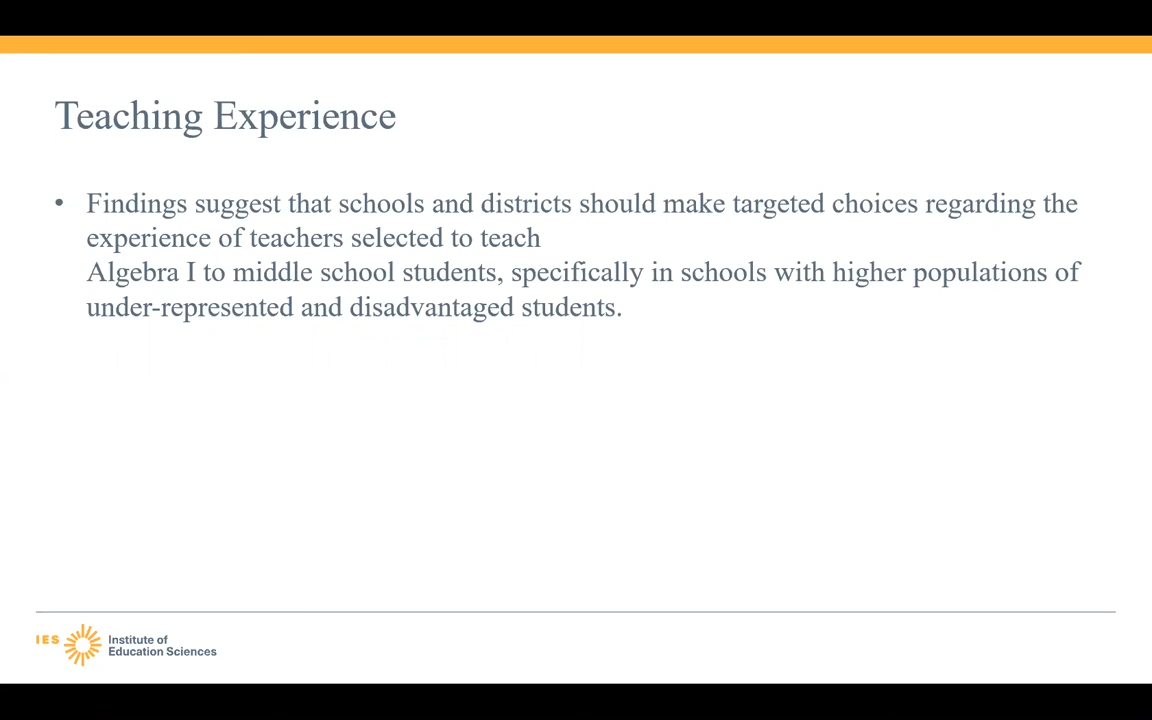 Teaching Experience
• Findings suggest that schools and districts should make targeted choices regarding the
experience of teachers selected to teach
Algebra I to middle school students, specifically in schools with higher populations of
under-represented and disadvantaged students.
IES
Institute of
Education Sciences